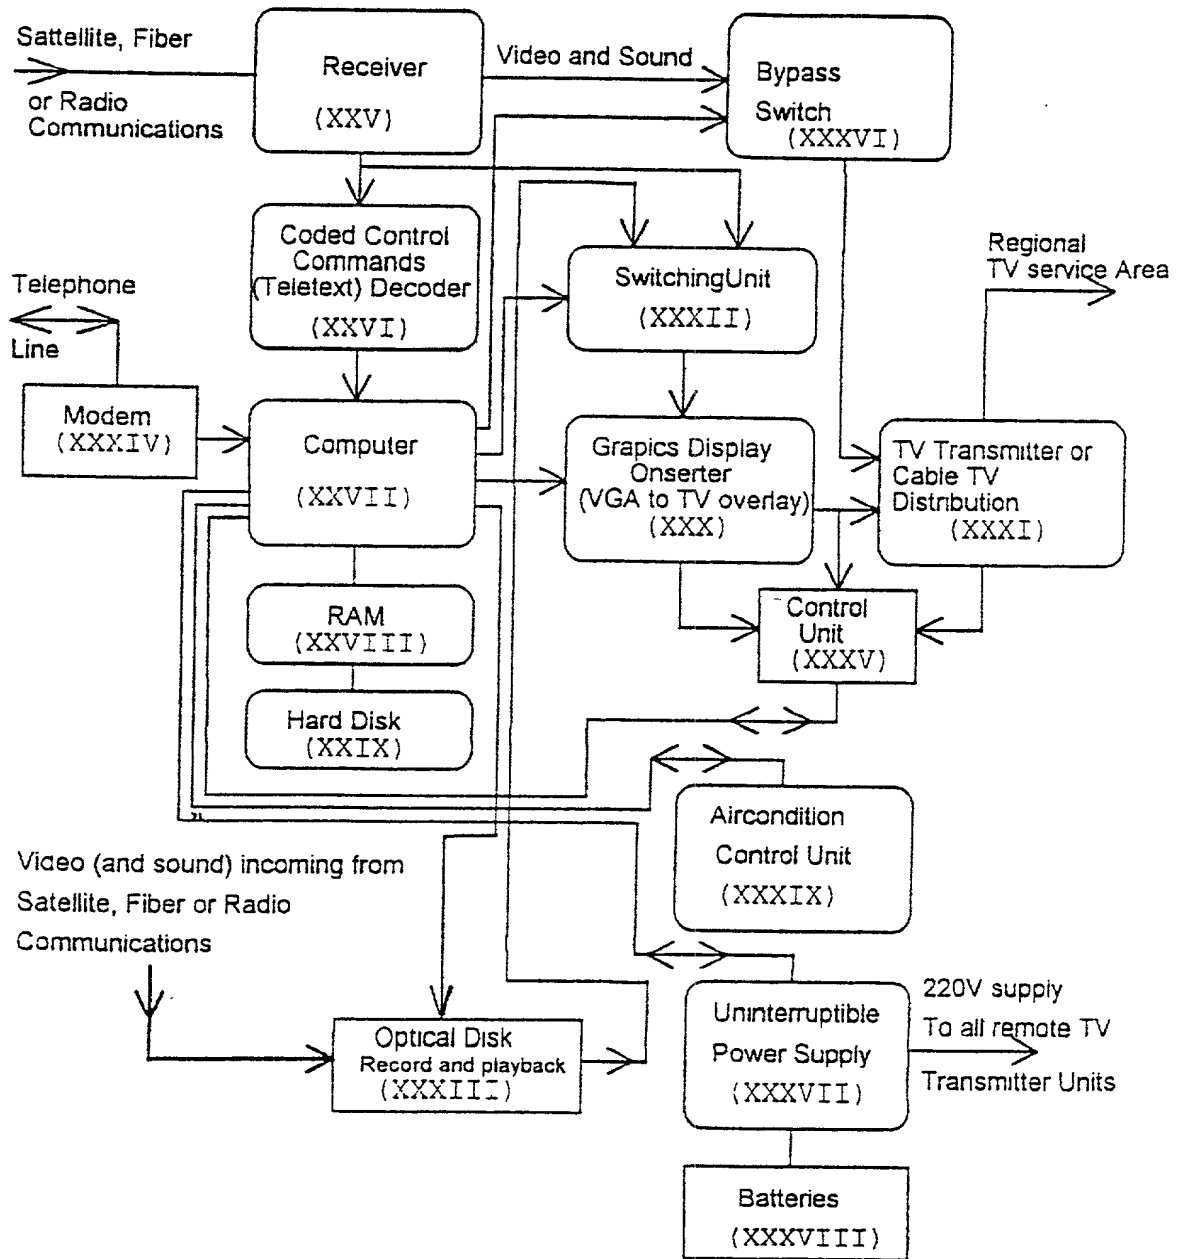 Sattellite, Fiber
or Radio
Communications
Receiver
(XXV)
Video and Sound
Bypass
Switch
(XXXVI)
Coded Control
Commands
(Teletext) Decoder
(XXVI)
SwitchingUnit
(XXXII)
Regional
TV service Area
Telephone
Line
Modem
(XXXIV)
Computer
(XXVII)
Grapics Display
Onserter
(VGA to TV overlay)
(XXX)
TV Transmitter or
Cable TV
Distribution
(XXXI)
RAM
(XXVIII)
Control
Unit
(XXXV)
Hard Disk
(XXIX)
Aircondition
Control Unit
(XXXIX)
Video (and sound) incoming from
Satellite, Fiber or Radio
Communications
Optical Disk
Record and playback
(XXXIII)
Uninterruptible
Power Supply
(XXXVII)
220V supply
To all remote TV
Transmitter Units
Batteries
(XXXVIII)